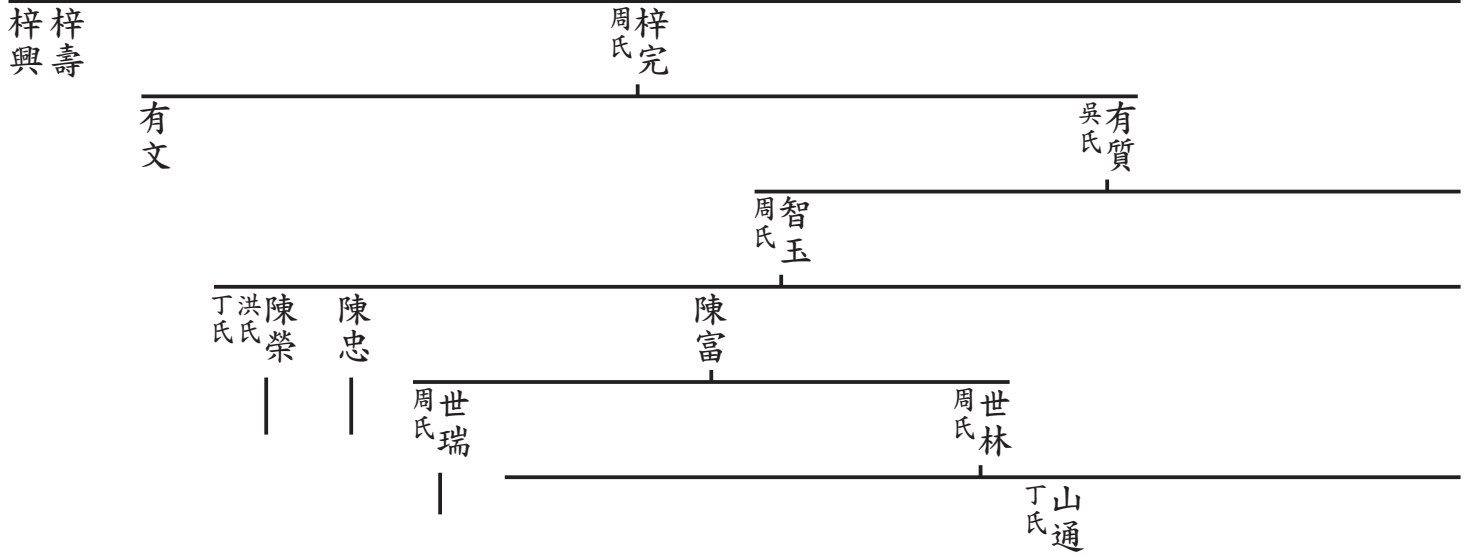 梓完
周氏
梓壽
梓興
有質
吳氏
有文
智玉
周氏
陳富
陳忠
陳榮
洪氏
丁氏
世林
周氏
世瑞
周氏
山通
丁氏